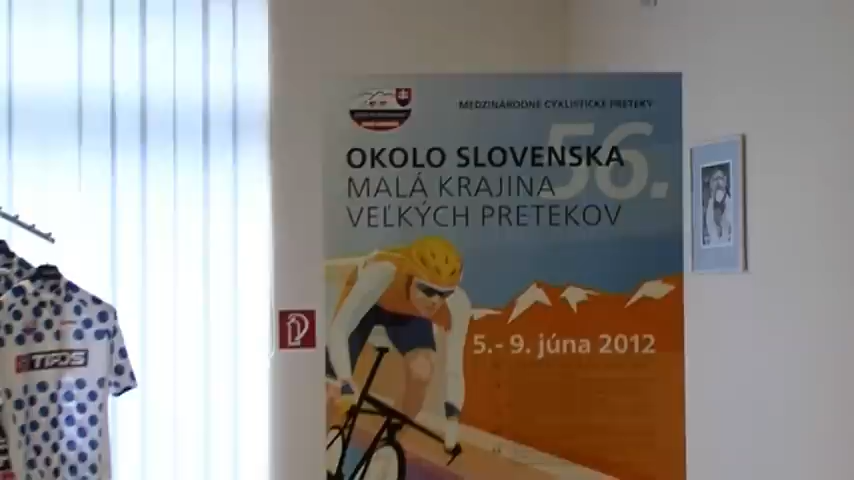 MEDZINÁRODNÉ CYKLISTICKÉ PRETEKY
56.
OKOLO SLOVENSKA
MALÁ KRAJINA
VEĽKÝCH PRETEKOV
5.- 9. júna 2012
TIPOS